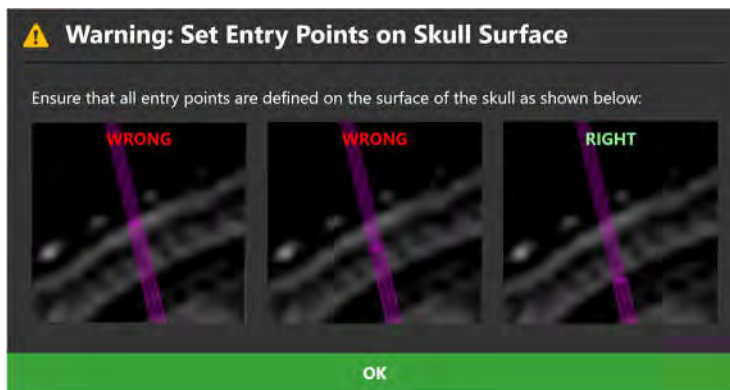 Warning: Set Entry Points on Skull Surface
Ensure that all entry points are defined on the surface of the skull as shown below:
WRONG WRONG RIGHT
OK